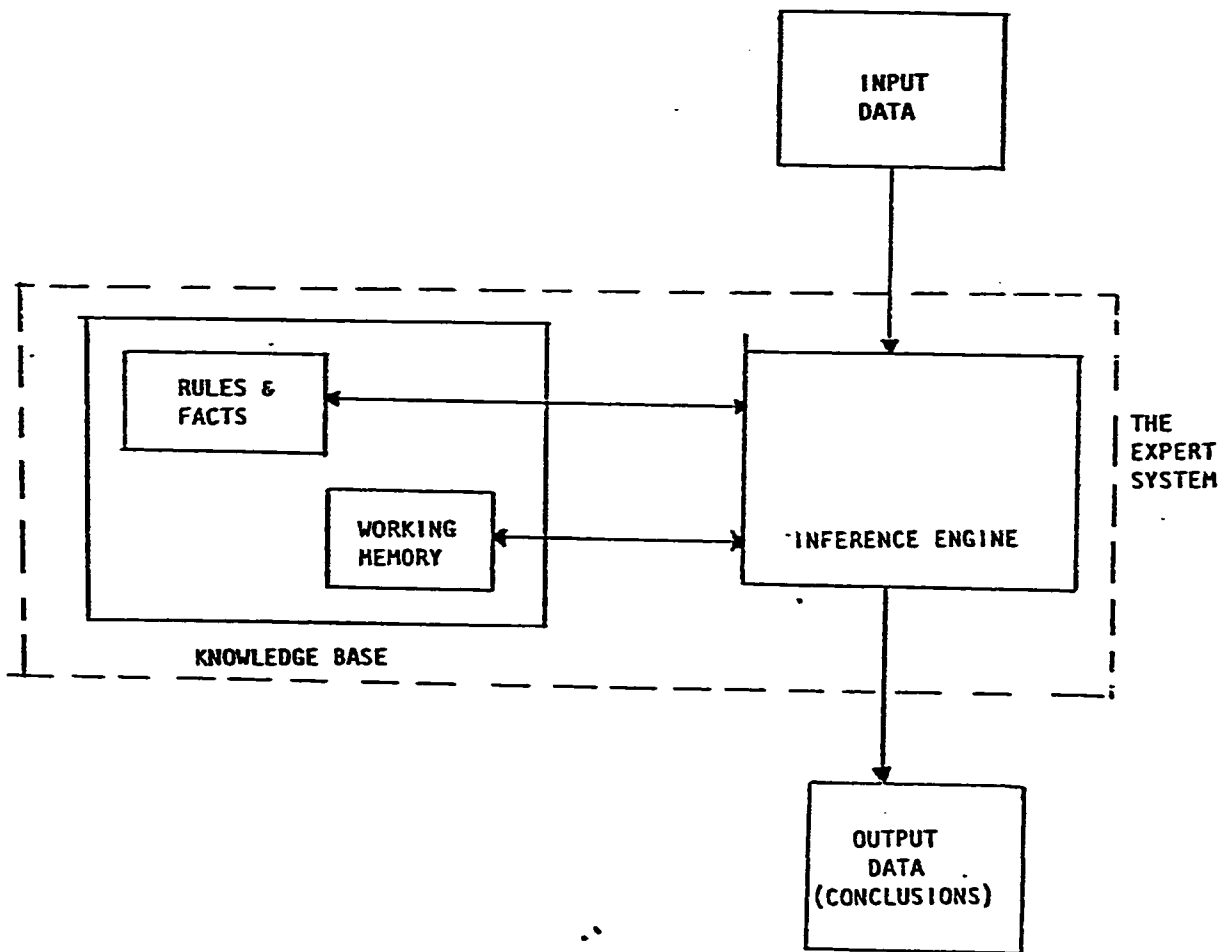 INPUT
DATA
RULES &
FACTS
WORKING
MEMORY
INFERENCE ENGINE
THE
EXPERT
SYSTEM
KNOWLEDGE BASE
OUTPUT
DATA
(CONCLUSIONS)